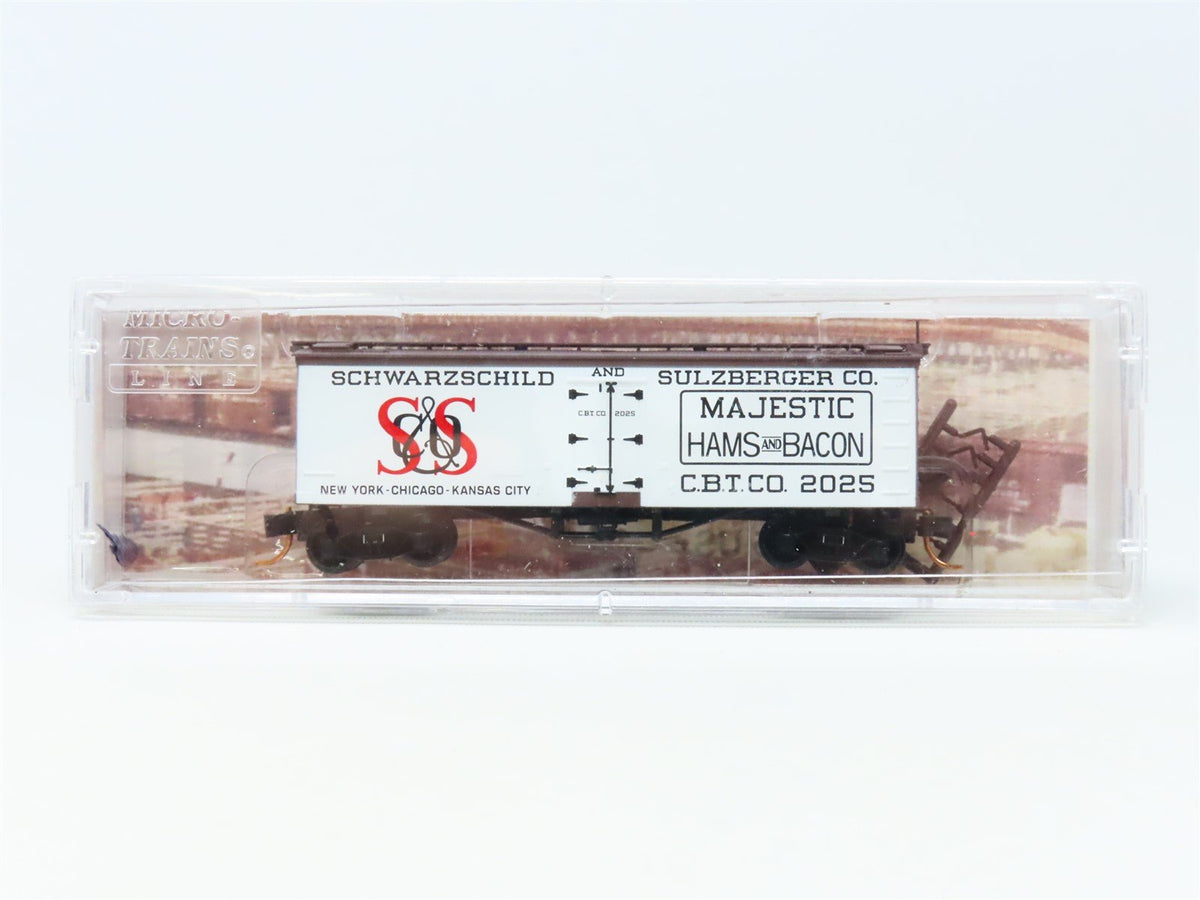 MICRO-
TRAINS
LINE
SCHWARZSCHILD AND SULZBERGER CO.
S&S CO
NEW YORK-CHICAGO-KANSAS CITY
C.B.T.CO 2025
MAJESTIC
HAMS AND BACON
C.B.T.CO. 2025